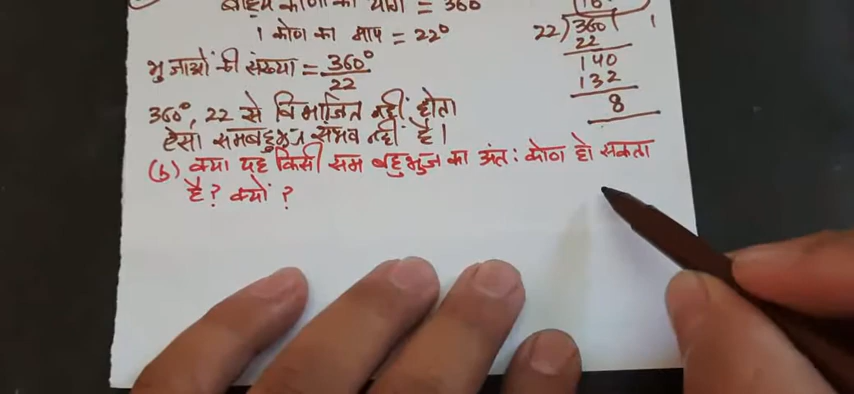 बाह्य कोणों का योग = 360
1 कोण का माप = 22°
भुजाओं की संख्या = 360° / 22
360°, 22 से विभाजित नहीं होता
ऐसा समबहुभुज संभव नहीं है।
(b) क्या यह किसी सम बहुभुज का अंत: कोण हो सकता
है? क्यों ?
16
22) 360
22
140
132
8